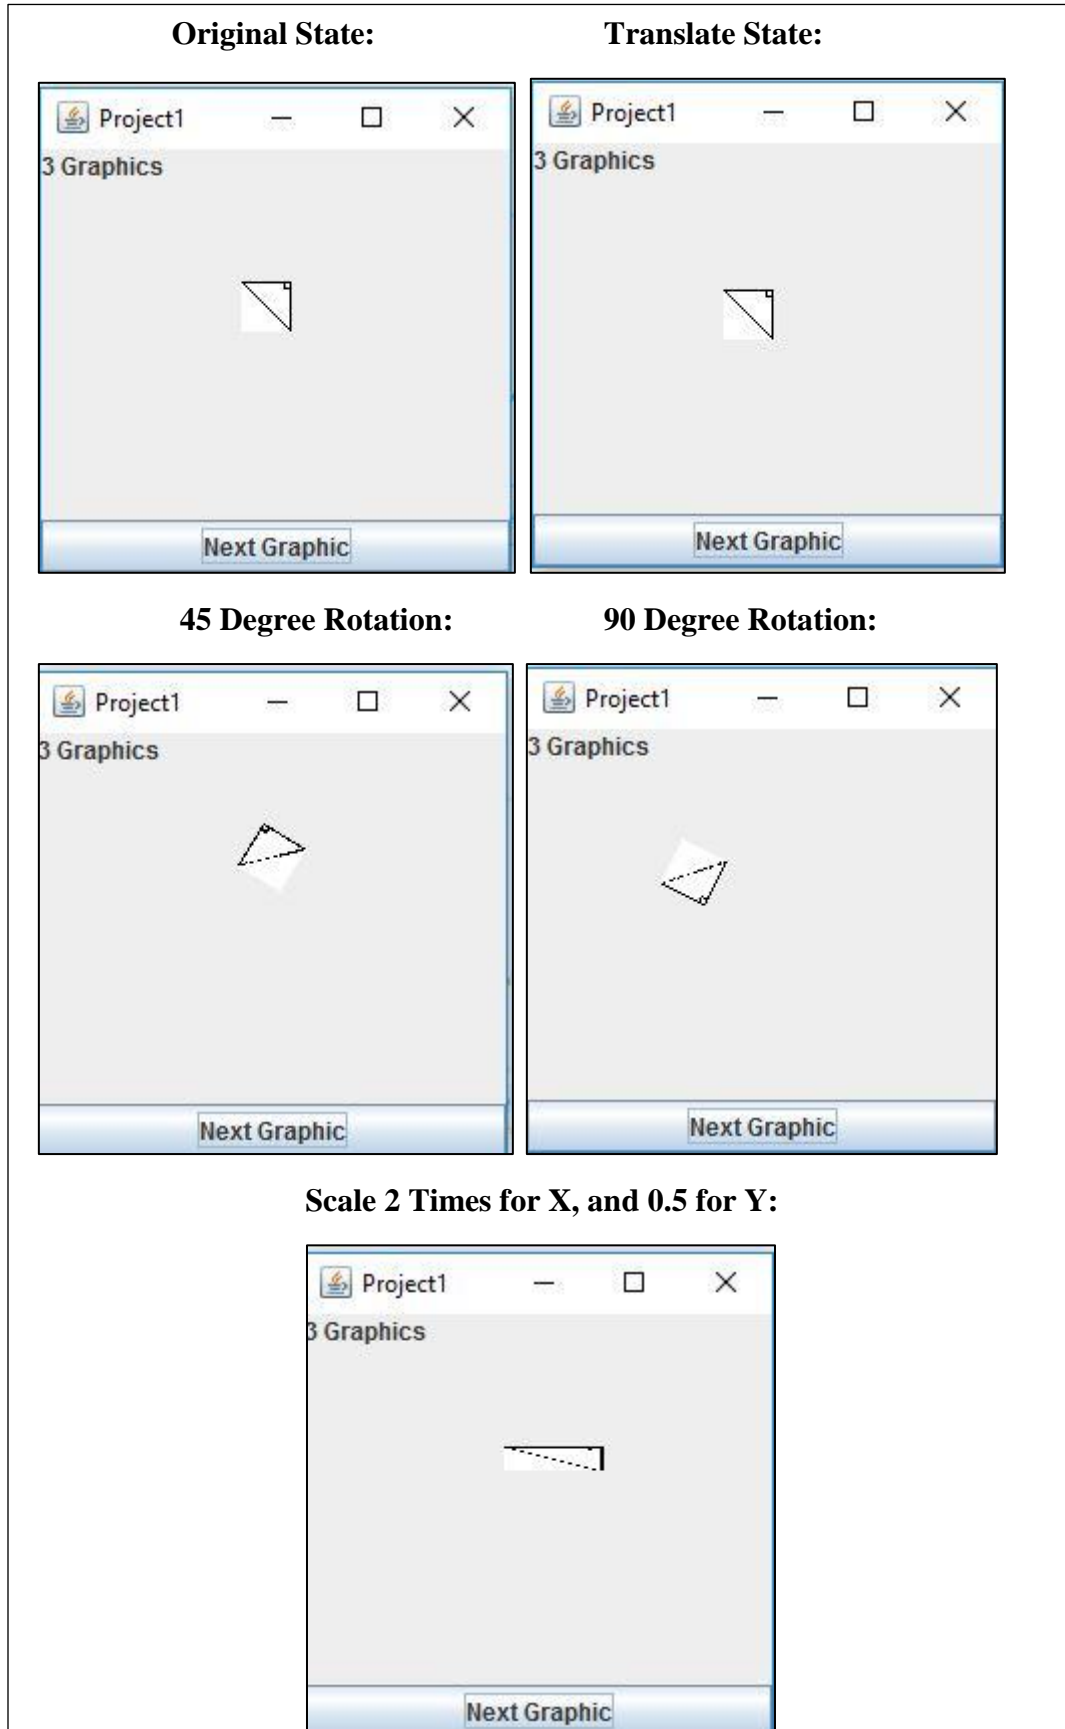 Original State:
Translate State:
Project1
Project1
3 Graphics
3 Graphics
Next Graphic
Next Graphic
45 Degree Rotation:
90 Degree Rotation:
Project1
Project1
3 Graphics
3 Graphics
Next Graphic
Next Graphic
Scale 2 Times for X, and 0.5 for Y:
Project1
3 Graphics
Next Graphic